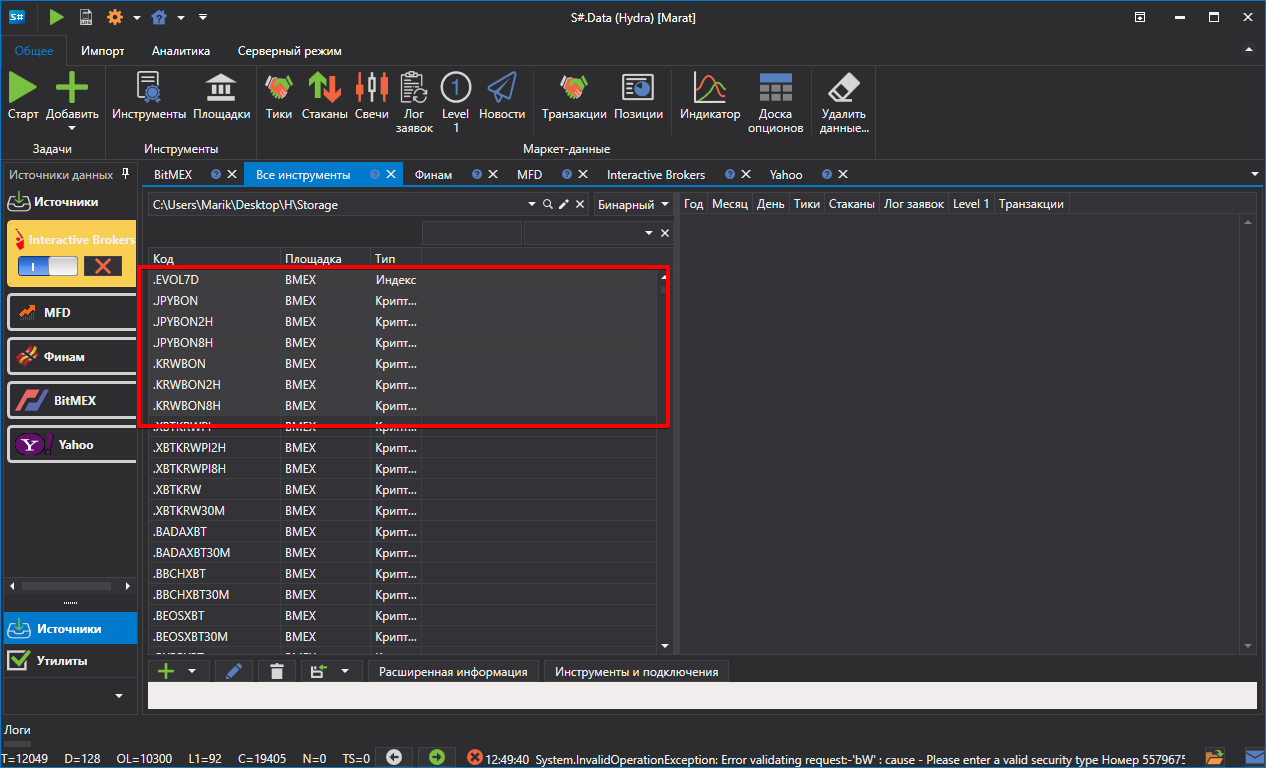 S#
LOG
S#.Data (Hydra) [Marat]
Общее Импорт Аналитика Серверный режим
Старт Добавить Инструменты Площадки Тики Стаканы Свечи Лог заявок Level 1 Новости Транзакции Позиции Индикатор Доска опционов Удалить данные...
Задачи Инструменты Маркет-данные
Источники данных
BitMEX Все инструменты Финам MFD Interactive Brokers Yahoo
Источники
Interactive Brokers
MFD
Финам
BitMEX
Y! Yahoo
Источники
Утилиты
C:\Users\Marik\Desktop\H\Storage Бинарный
Год Месяц День Тики Стаканы Лог заявок Level 1 Транзакции
Код Площадка Тип
.EVOL7D BMEX Индекс
.JPYBON BMEX Крипт...
.JPYBON2H BMEX Крипт...
.JPYBON8H BMEX Крипт...
.KRWBON BMEX Крипт...
.KRWBON2H BMEX Крипт...
.KRWBON8H BMEX Крипт...
.XBTKRWPI BMEX Крипт...
.XBTKRWPI2H BMEX Крипт...
.XBTKRWPI8H BMEX Крипт...
.XBTKRW BMEX Крипт...
.XBTKRW30M BMEX Крипт...
.BADAXBT BMEX Крипт...
.BADAXBT30M BMEX Крипт...
.BBCHXBT BMEX Крипт...
.BBCHXBT30M BMEX Крипт...
.BEOSXBT BMEX Крипт...
.BEOSXBT30M BMEX Крипт...
Расширенная информация Инструменты и подключения
Логи
T=12049 D=128 OL=10300 L1=92 C=19405 N=0 TS=0 12:49:40 System.InvalidOperationException: Error validating request:-'bW' : cause - Please enter a valid security type Номер 5579675